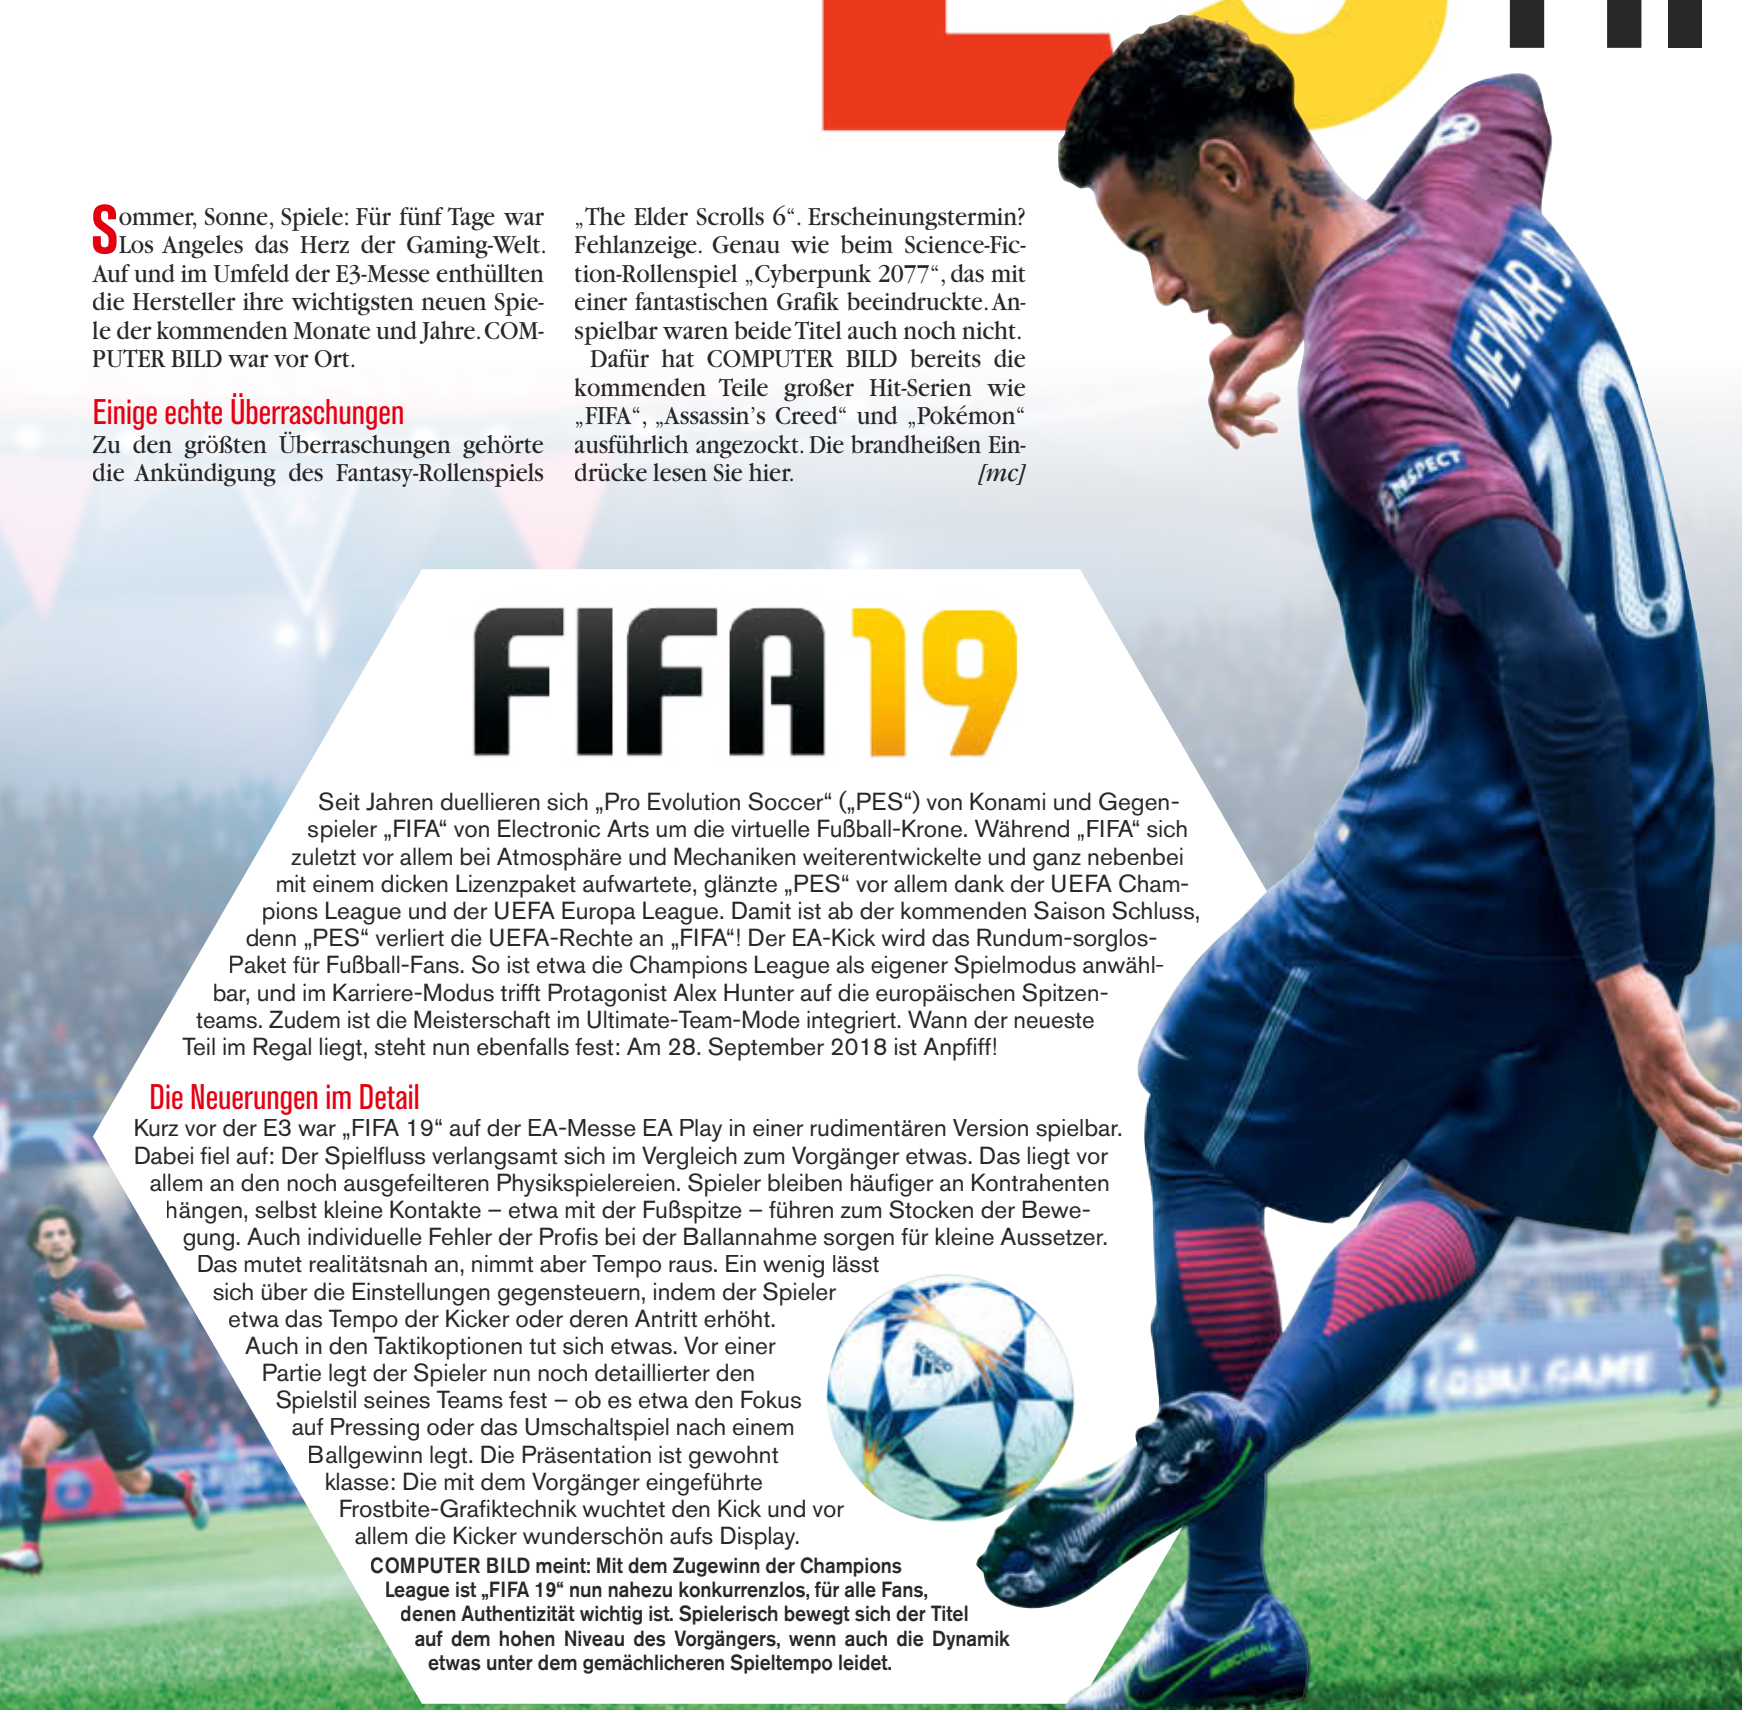 Sommer, Sonne, Spiele: Für fünf Tage war
Los Angeles das Herz der Gaming-Welt.
Auf und im Umfeld der E3-Messe enthüllten
die Hersteller ihre wichtigsten neuen Spie-
le der kommenden Monate und Jahre. COM-
PUTER BILD war vor Ort.
Einige echte Überraschungen
Zu den größten Überraschungen gehörte
die Ankündigung des Fantasy-Rollenspiels
„The Elder Scrolls 6“. Erscheinungstermin?
Fehlanzeige. Genau wie beim Science-Fic-
tion-Rollenspiel „Cyberpunk 2077“, das mit
einer fantastischen Grafik beeindruckte. An-
spielbar waren beide Titel auch noch nicht.
Dafür hat COMPUTER BILD bereits die
kommenden Teile großer Hit-Serien wie
„FIFA“, „Assassin's Creed“ und „Pokémon“
ausführlich angezockt. Die brandheißen Ein-
drücke lesen Sie hier. [mc]
NEYMAR JR
10
RESPECT
FIFA 19
Seit Jahren duellieren sich „Pro Evolution Soccer“ („PES“) von Konami und Gegen-
spieler „FIFA“ von Electronic Arts um die virtuelle Fußball-Krone. Während „FIFA“ sich
zuletzt vor allem bei Atmosphäre und Mechaniken weiterentwickelte und ganz nebenbei
mit einem dicken Lizenzpaket aufwartete, glänzte „PES“ vor allem dank der UEFA Cham-
pions League und der UEFA Europa League. Damit ist ab der kommenden Saison Schluss,
denn „PES“ verliert die UEFA-Rechte an „FIFA“! Der EA-Kick wird das Rundum-sorglos-
Paket für Fußball-Fans. So ist etwa die Champions League als eigener Spielmodus anwähl-
bar, und im Karriere-Modus trifft Protagonist Alex Hunter auf die europäischen Spitzen-
teams. Zudem ist die Meisterschaft im Ultimate-Team-Mode integriert. Wann der neueste
Teil im Regal liegt, steht nun ebenfalls fest: Am 28. September 2018 ist Anpfiff!
Die Neuerungen im Detail
Kurz vor der E3 war „FIFA 19“ auf der EA-Messe EA Play in einer rudimentären Version spielbar.
Dabei fiel auf: Der Spielfluss verlangsamt sich im Vergleich zum Vorgänger etwas. Das liegt vor
allem an den noch ausgefeilteren Physikspielereien. Spieler bleiben häufiger an Kontrahenten
hängen, selbst kleine Kontakte – etwa mit der Fußspitze – führen zum Stocken der Bewe-
gung. Auch individuelle Fehler der Profis bei der Ballannahme sorgen für kleine Aussetzer.
Das mutet realitätsnah an, nimmt aber Tempo raus. Ein wenig lässt
sich über die Einstellungen gegensteuern, indem der Spieler
etwa das Tempo der Kicker oder deren Antritt erhöht.
Auch in den Taktikoptionen tut sich etwas. Vor einer
Partie legt der Spieler nun noch detaillierter den
Spielstil seines Teams fest – ob es etwa den Fokus
auf Pressing oder das Umschaltspiel nach einem
Ballgewinn legt. Die Präsentation ist gewohnt
klasse: Die mit dem Vorgänger eingeführte
Frostbite-Grafiktechnik wuchtet den Kick und vor
allem die Kicker wunderschön aufs Display.
COMPUTER BILD meint: Mit dem Zugewinn der Champions
League ist „FIFA 19“ nun nahezu konkurrenzlos, für alle Fans,
denen Authentizität wichtig ist. Spielerisch bewegt sich der Titel
auf dem hohen Niveau des Vorgängers, wenn auch die Dynamik
etwas unter dem gemächlicheren Spieltempo leidet.
adidas
EQUAL GAME
MERCURIAL